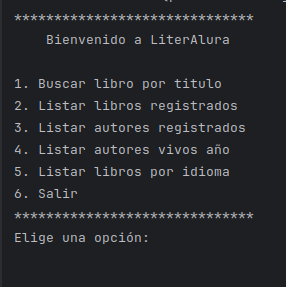 ******************************
Bienvenido a LiterAlura
1. Buscar libro por titulo
2. Listar libros registrados
3. Listar autores registrados
4. Listar autores vivos año
5. Listar libros por idioma
6. Salir
******************************
Elige una opción: